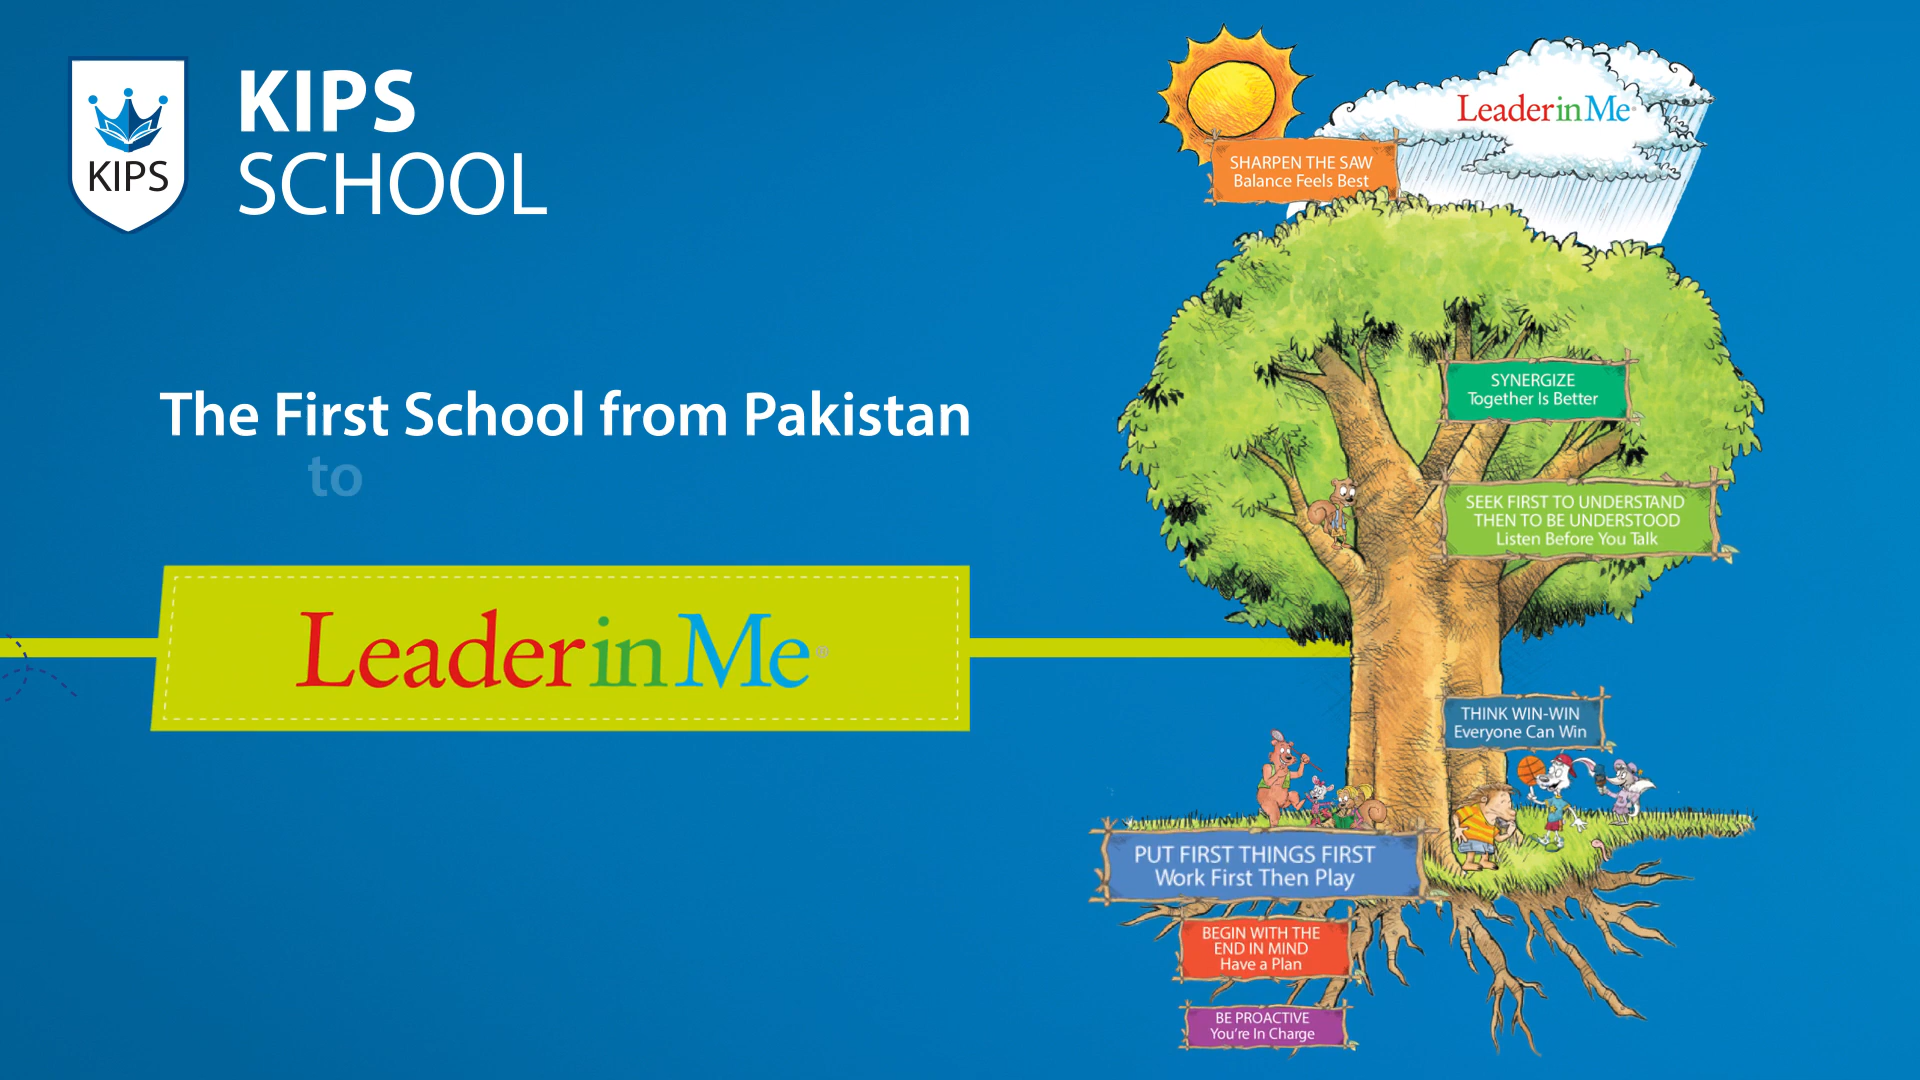 KIPS
KIPS
SCHOOL
The First School from Pakistan
to
LeaderinMe®
LeaderinMe
SHARPEN THE SAW
Balance Feels Best
SYNERGIZE
Together Is Better
SEEK FIRST TO UNDERSTAND
THEN TO BE UNDERSTOOD
Listen Before You Talk
THINK WIN-WIN
Everyone Can Win
PUT FIRST THINGS FIRST
Work First Then Play
BEGIN WITH THE
END IN MIND
Have a Plan
BE PROACTIVE
You're In Charge